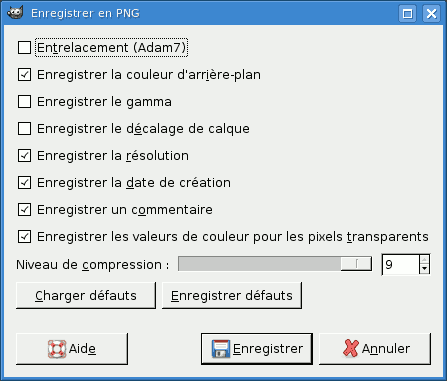 Enregistrer en PNG
Entrelacement (Adam7)
Enregistrer la couleur d'arrière-plan
Enregistrer le gamma
Enregistrer le décalage de calque
Enregistrer la résolution
Enregistrer la date de création
Enregistrer un commentaire
Enregistrer les valeurs de couleur pour les pixels transparents
Niveau de compression : 9
Charger défauts Enregistrer défauts
Aide Enregistrer Annuler